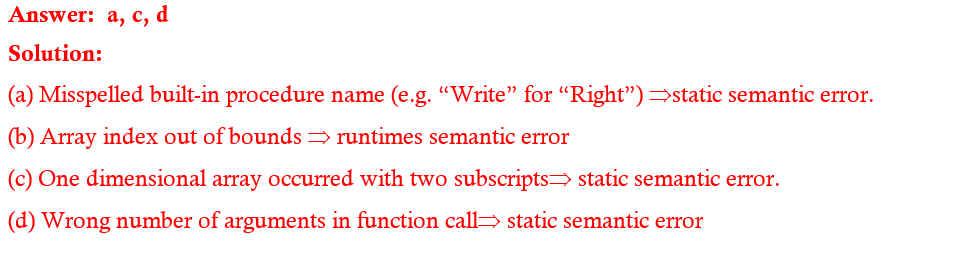 Answer: a, c, d
Solution:
(a) Misspelled built-in procedure name (e.g. “Write” for “Right”) ⇒static semantic error.
(b) Array index out of bounds ⇒ runtimes semantic error
(c) One dimensional array occurred with two subscripts⇒ static semantic error.
(d) Wrong number of arguments in function call⇒ static semantic error